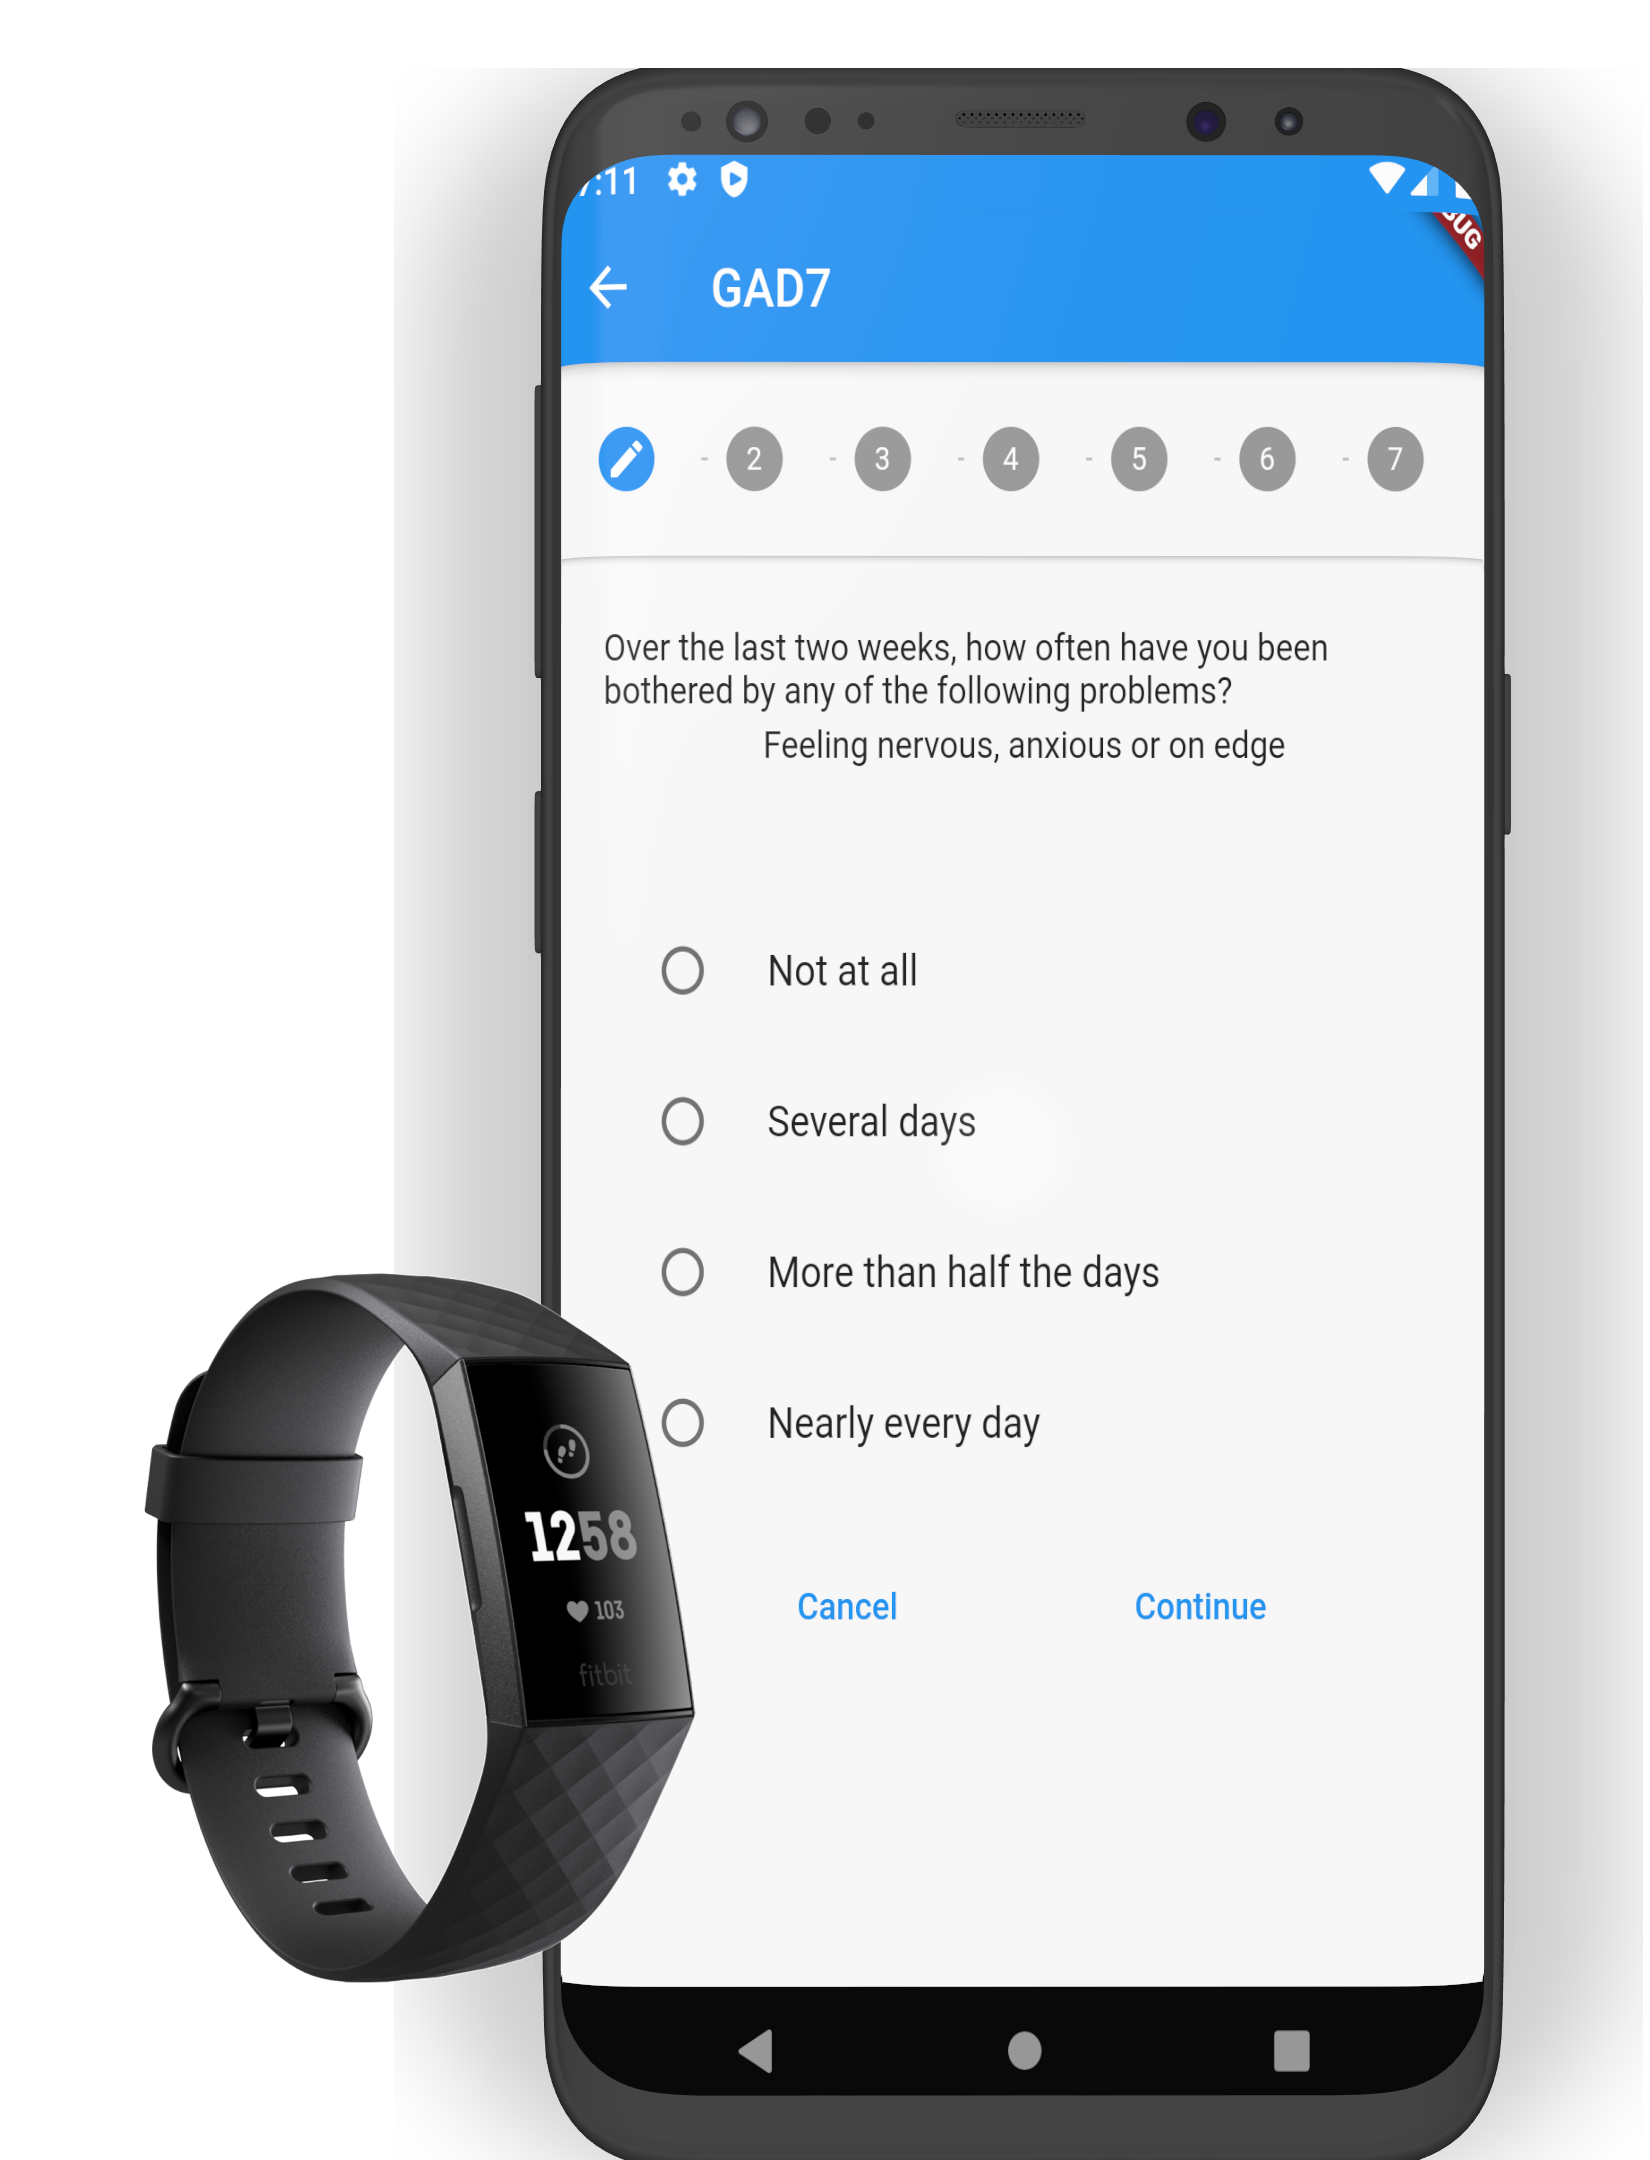 7:11
UG
GAD7
- 2 - 3 - 4 - 5 - 6 - 7
Over the last two weeks, how often have you been
bothered by any of the following problems?
Feeling nervous, anxious or on edge
Not at all
Several days
More than half the days
Nearly every day
Cancel Continue
1258
103
fitbit